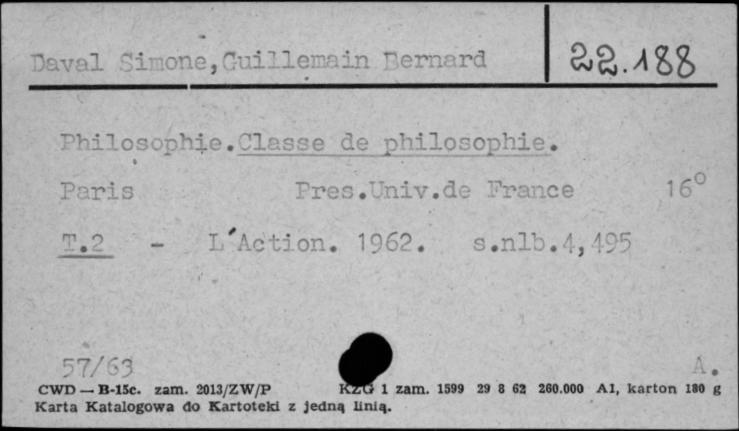 Daval Simone,Guillemain Bernard 22.188
Philosophie.Classe de philosophie.
Paris Pres.Univ.de France 16°
T.2 - L'Action. 1962. s.nlb.4,495
57/63 A.
CWD — B-15c. zam. 2013/ZW/P KZG 1 zam. 1599 29 8 62 260.000 A1, karton 180 g
Karta Katalogowa do Kartoteki z jedną linią.